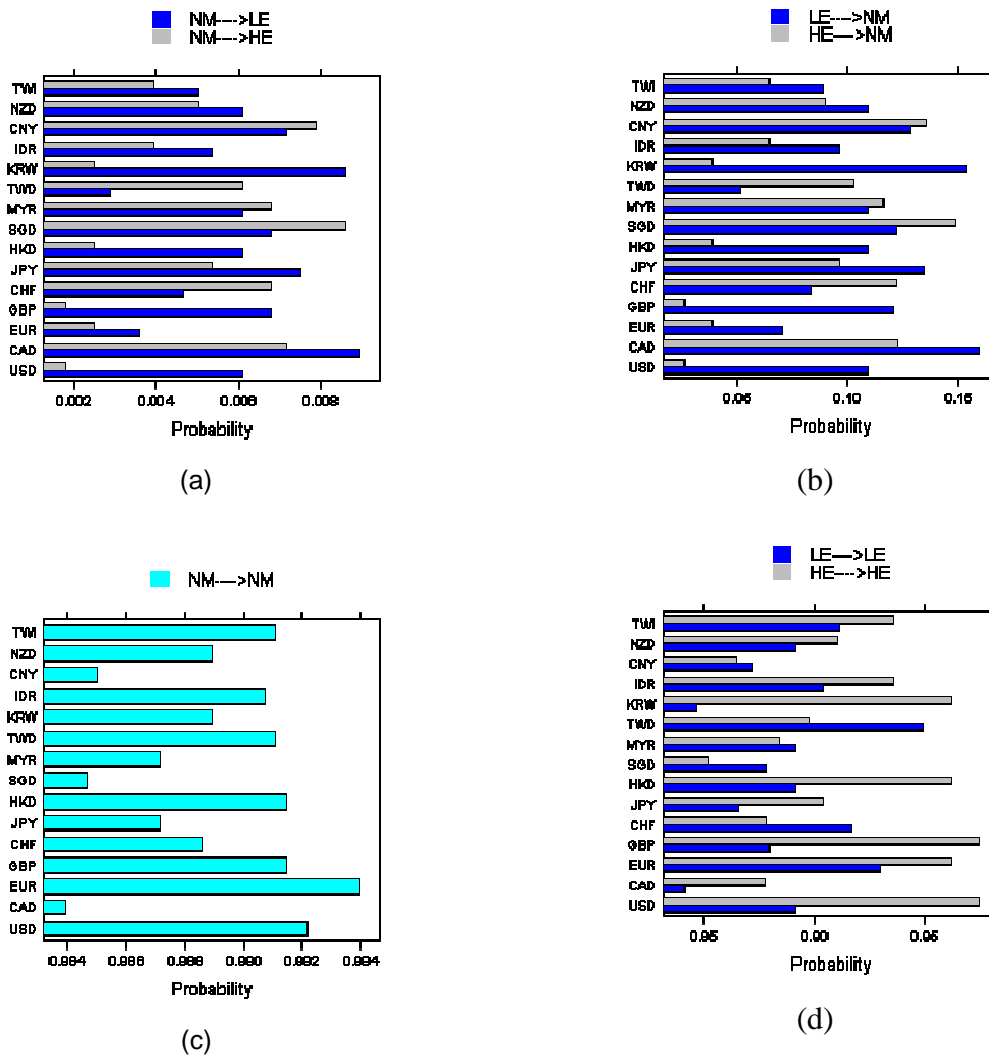 NM---->LE
NM---->HE
TWI
NZD
CNY
IDR
KRW
TWD
MYR
SGD
HKD
JPY
CHF
GBP
EUR
CAD
USD
0.002 0.004 0.006 0.008
Probability
(a)
LE---->NM
HE---->NM
TWI
NZD
CNY
IDR
KRW
TWD
MYR
SGD
HKD
JPY
CHF
GBP
EUR
CAD
USD
0.05 0.10 0.15
Probability
(b)
NM---->NM
TWI
NZD
CNY
IDR
KRW
TWD
MYR
SGD
HKD
JPY
CHF
GBP
EUR
CAD
USD
0.984 0.986 0.988 0.990 0.992 0.994
Probability
(c)
LE---->LE
HE---->HE
TWI
NZD
CNY
IDR
KRW
TWD
MYR
SGD
HKD
JPY
CHF
GBP
EUR
CAD
USD
0.85 0.90 0.95
Probability
(d)